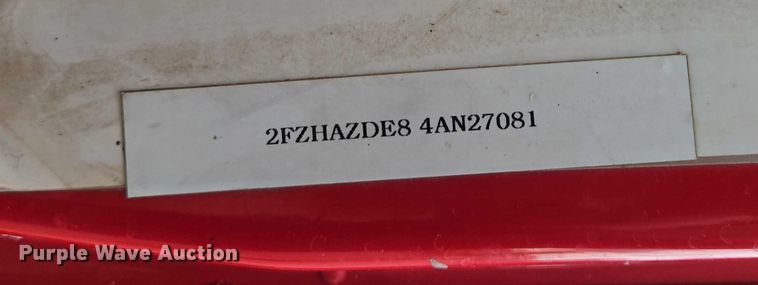 2FZHAZDE8 4AN27081
Purple Wave Auction